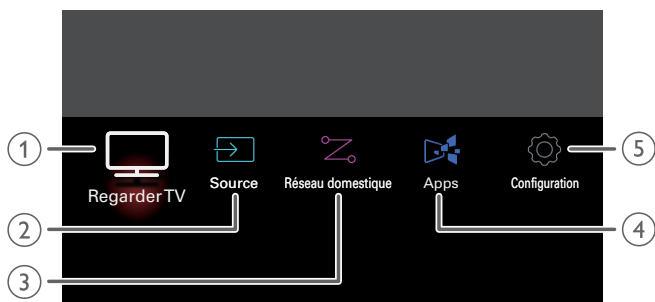 1
5
Regarder TV
Source
Réseau domestique
Apps
Configuration
2
4
3